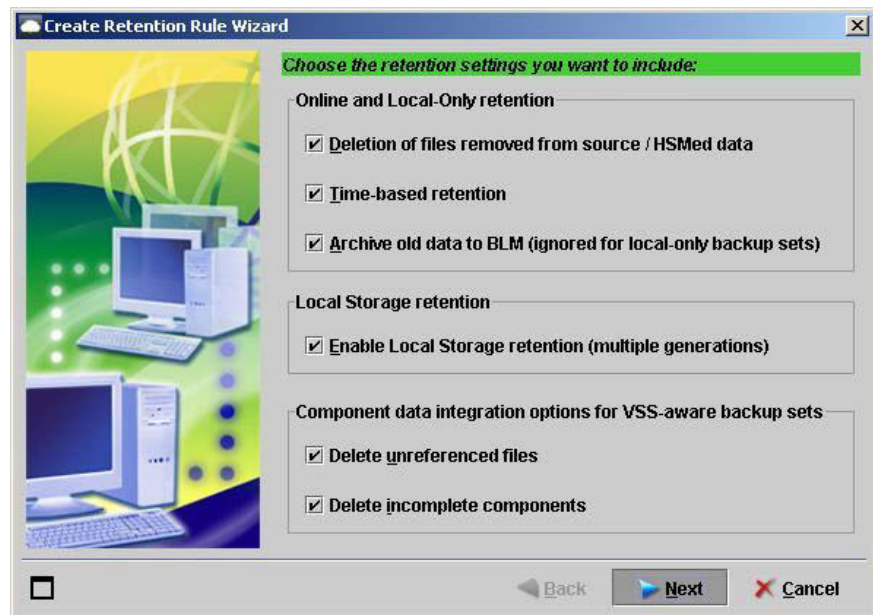 Create Retention Rule Wizard
Choose the retention settings you want to include:
Online and Local-Only retention
Deletion of files removed from source / HSMed data
Time-based retention
Archive old data to BLM (ignored for local-only backup sets)
Local Storage retention
Enable Local Storage retention (multiple generations)
Component data integration options for VSS-aware backup sets
Delete unreferenced files
Delete incomplete components
Back Next Cancel